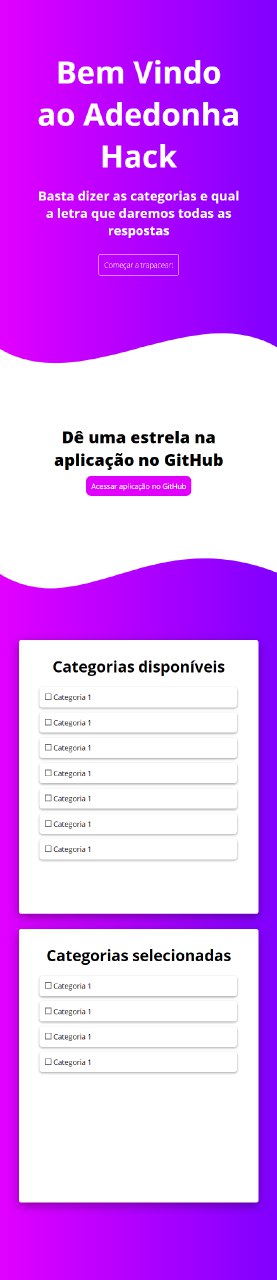 Bem Vindo
ao Adedonha
Hack
Basta dizer as categorias e qual
a letra que daremos todas as
respostas
Começar a trapacear!
Dê uma estrela na
aplicação no GitHub
Acessar aplicação no GitHub
Categorias disponíveis
Categoria 1
Categoria 1
Categoria 1
Categoria 1
Categoria 1
Categoria 1
Categoria 1
Categorias selecionadas
Categoria 1
Categoria 1
Categoria 1
Categoria 1